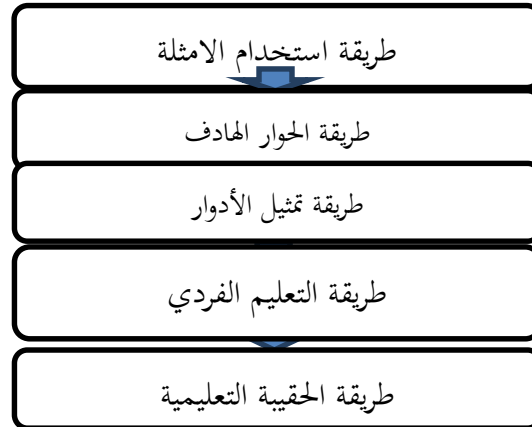 طريقة استخدام الامثلة
طريقة الحوار الهادف
طريقة تمثيل الأدوار
طريقة التعليم الفردي
طريقة الحقيبة التعليمية